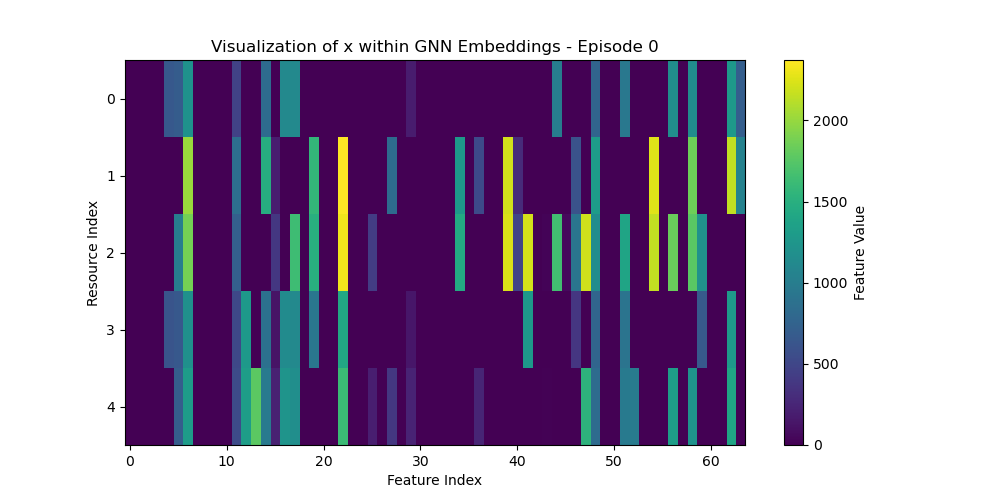 Visualization of x within GNN Embeddings - Episode 0
Resource Index
0
1
2
3
4
0 10 20 30 40 50 60
Feature Index
2000
1500
1000
500
0
Feature Value